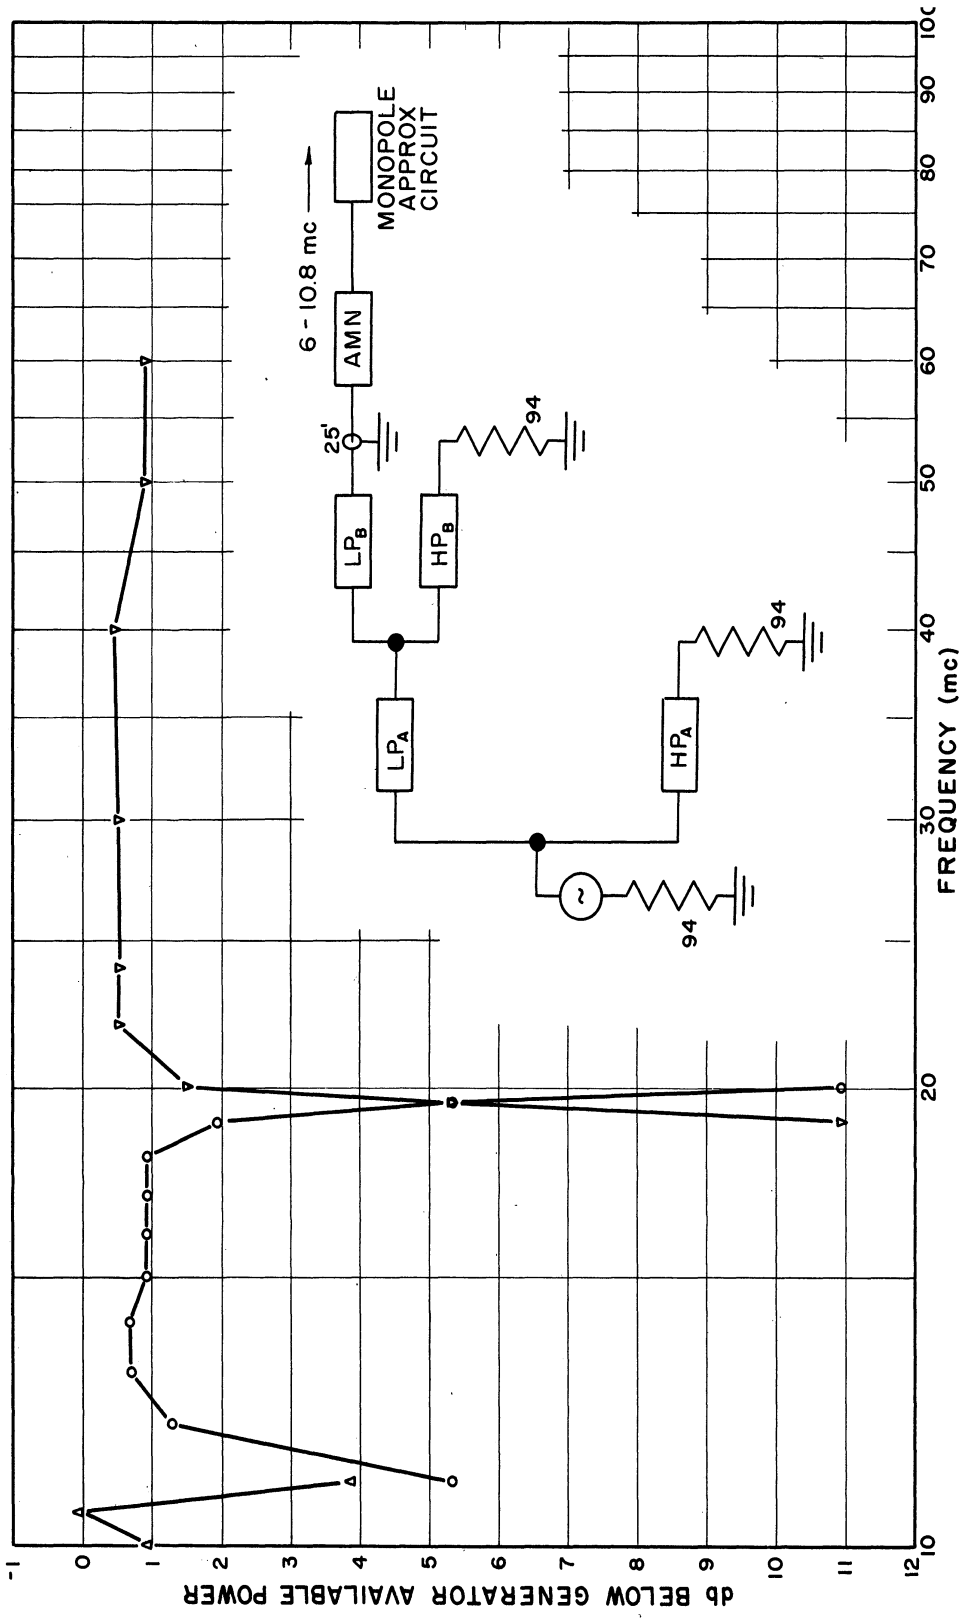 db BELOW GENERATOR AVAILABLE POWER
-1
0
1
2
3
4
5
6
7
8
9
10
11
12
6 - 10.8 mc
MONOPOLE
APPROX
CIRCUIT
AMN
25'
LPB
HPB
94
LPA
HPA
94
~
94
10
20
30
40
50
60
70
80
90
100
FREQUENCY (mc)